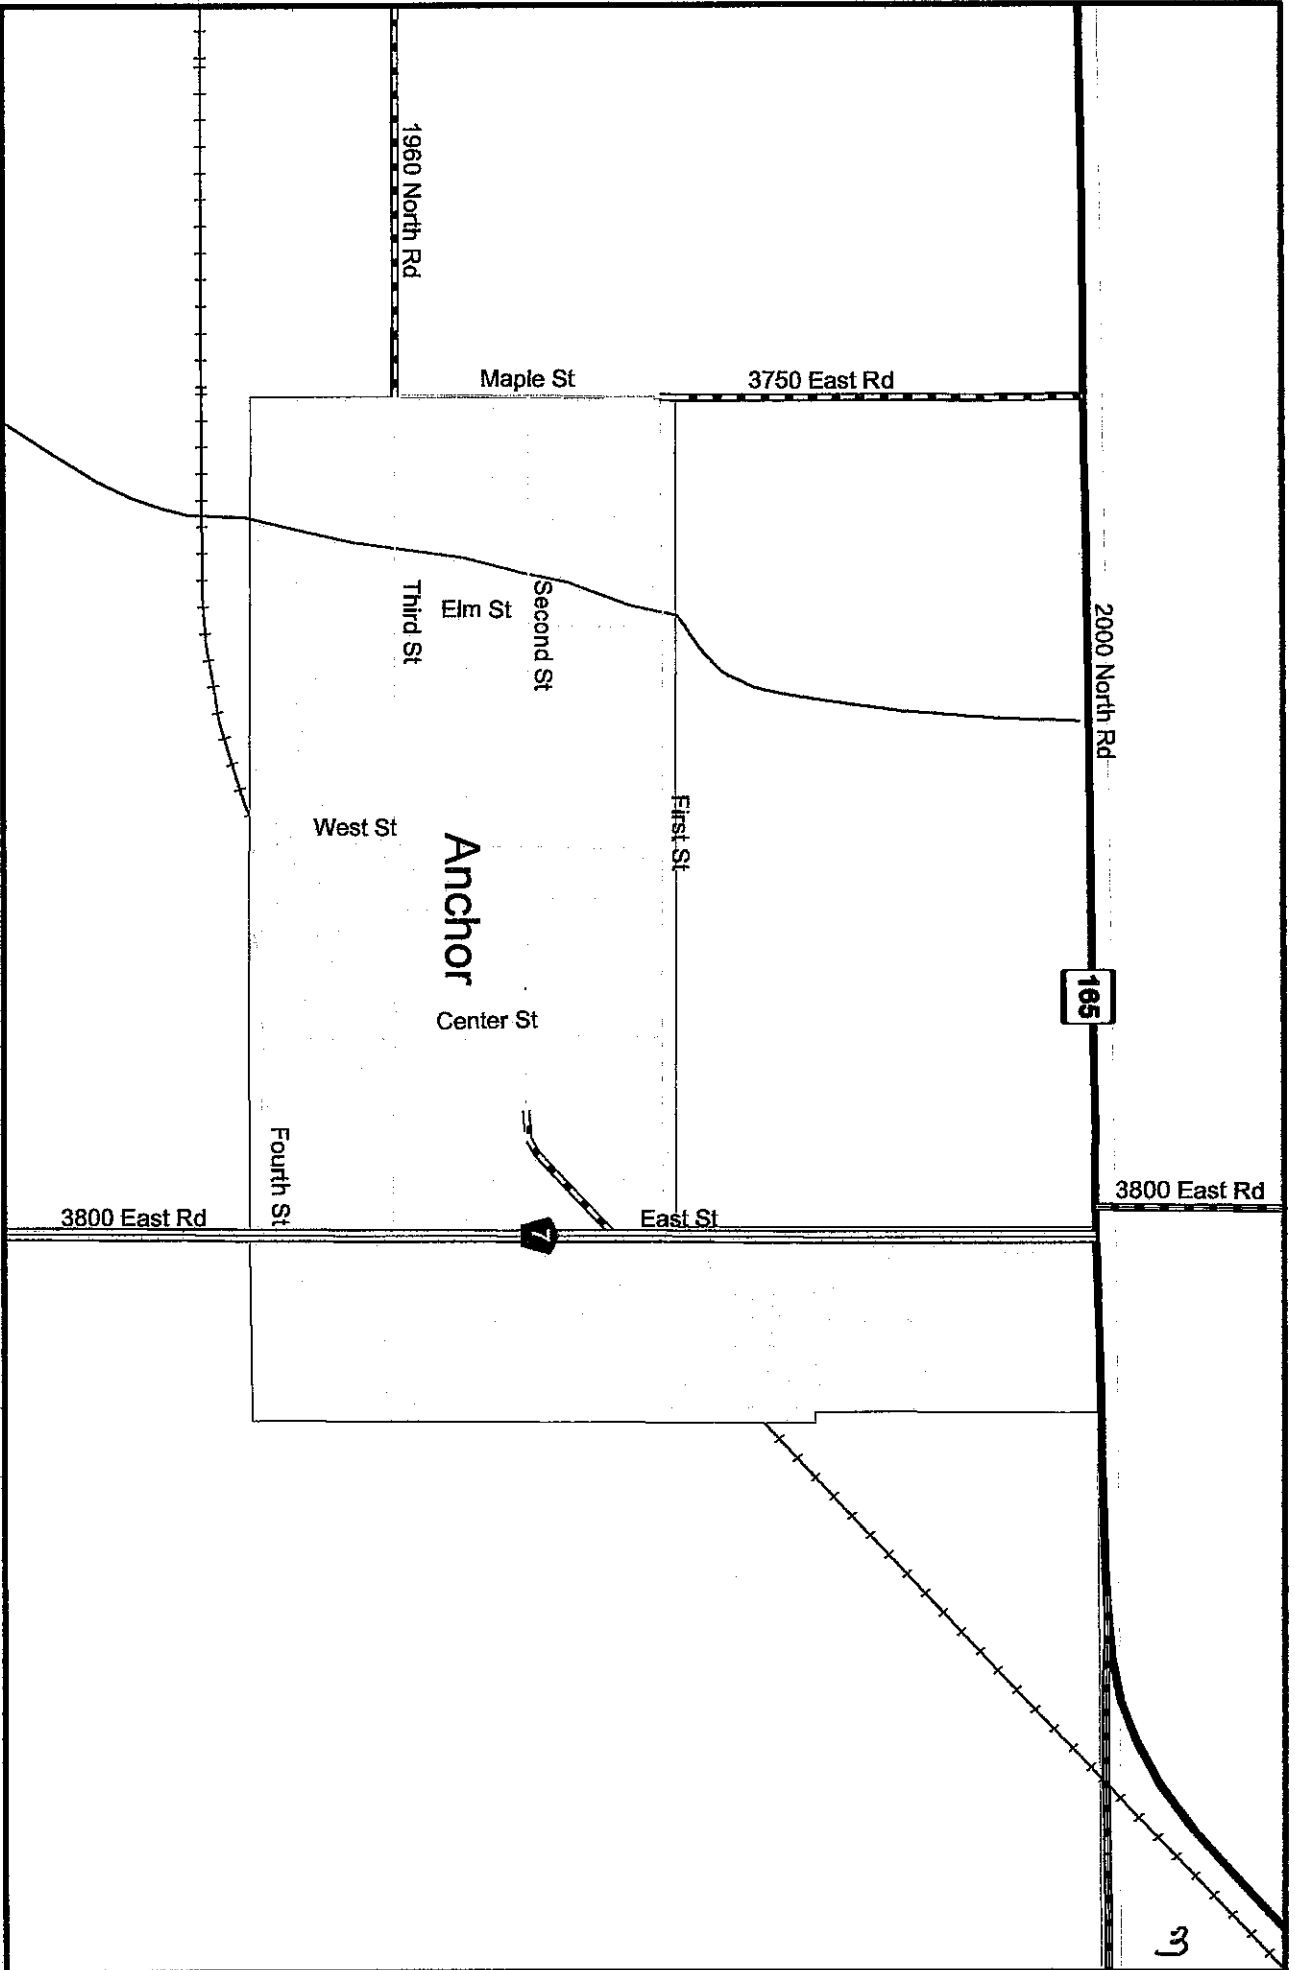 1960 North Rd
Maple St
3750 East Rd
2000 North Rd
Third St
Elm St
Second St
First St
West St
Anchor
165
Center St
Fourth St
3800 East Rd
3800 East Rd
East St
7
3